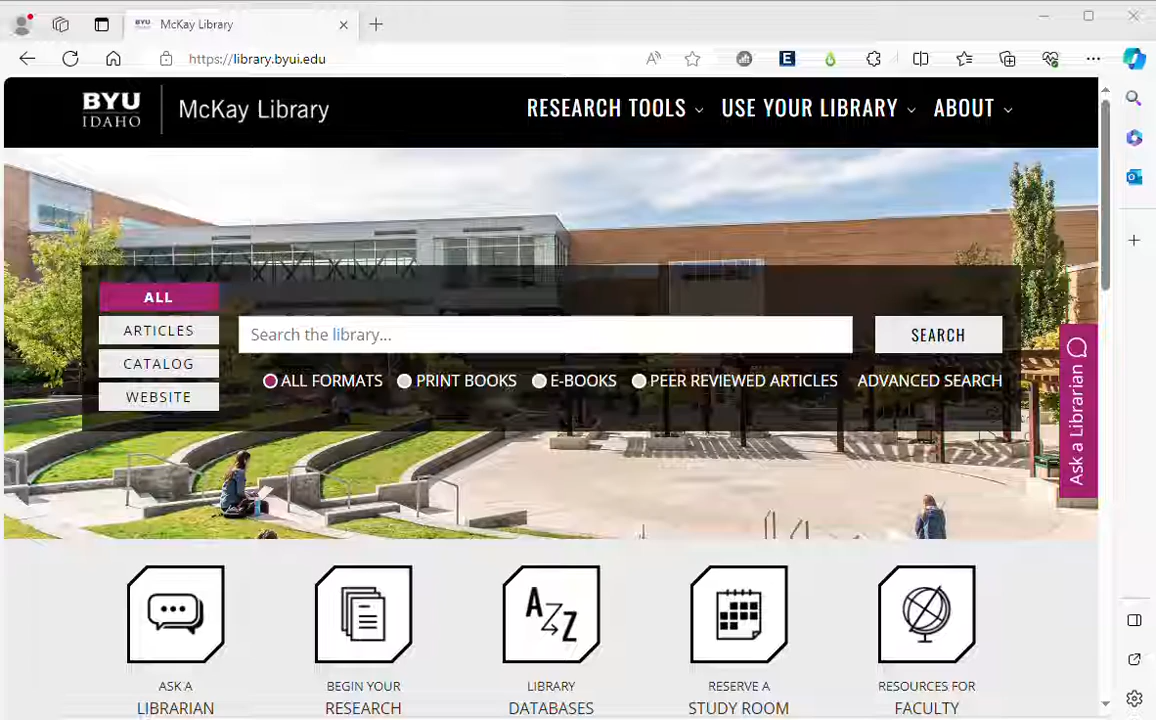 McKay Library
https://library.byui.edu
BYU
IDAHO
McKay Library
RESEARCH TOOLS
USE YOUR LIBRARY
ABOUT
ALL
ARTICLES
CATALOG
WEBSITE
Search the library...
SEARCH
ALL FORMATS
PRINT BOOKS
E-BOOKS
PEER REVIEWED ARTICLES
ADVANCED SEARCH
Ask a Librarian
A
Z
ASK A
LIBRARIAN
BEGIN YOUR
RESEARCH
LIBRARY
DATABASES
RESERVE A
STUDY ROOM
RESOURCES FOR
FACULTY